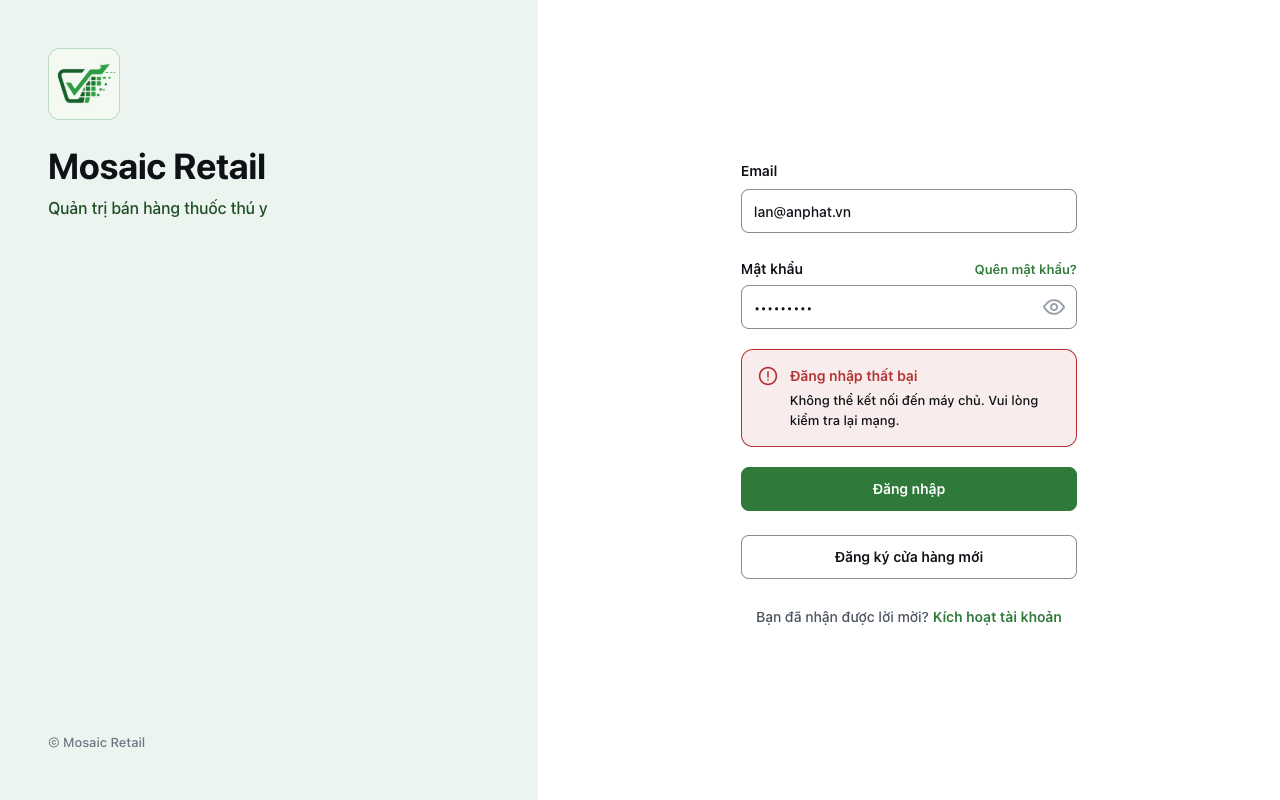 Mosaic Retail
Quản trị bán hàng thuốc thú y
Email
lan@anphat.vn
Mật khẩu
Quên mật khẩu?
•••••••••
Đăng nhập thất bại
Không thể kết nối đến máy chủ. Vui lòng
kiểm tra lại mạng.
Đăng nhập
Đăng ký cửa hàng mới
Bạn đã nhận được lời mời? Kích hoạt tài khoản
© Mosaic Retail